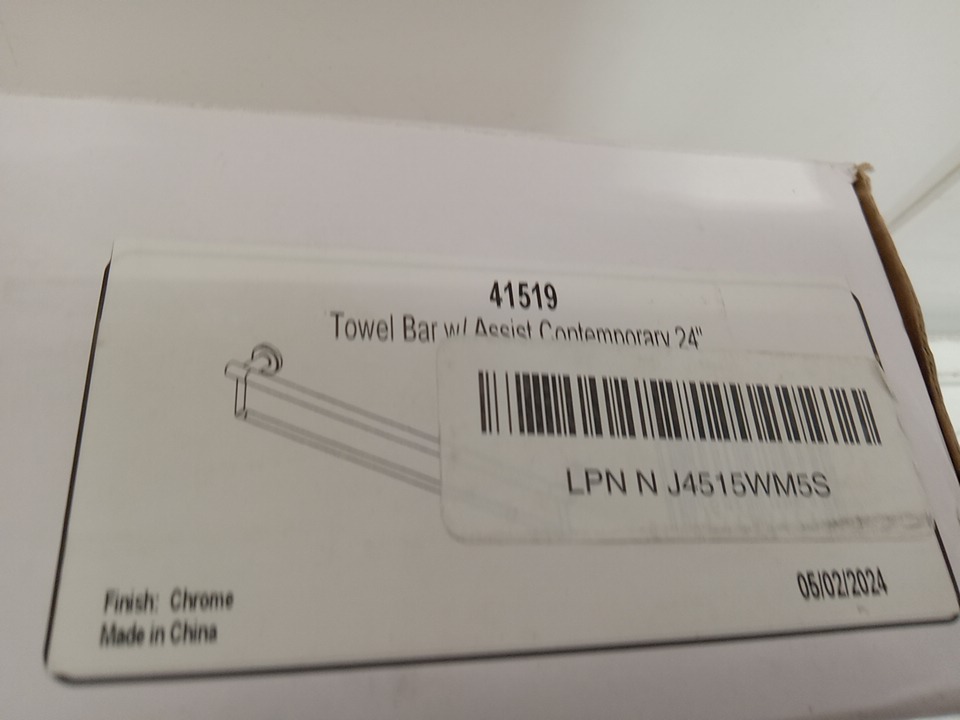 41519
Towel Bar w/ Assist Contemporary 24"
LPN N J4515WM5S
05/02/2024
Finish: Chrome
Made in China